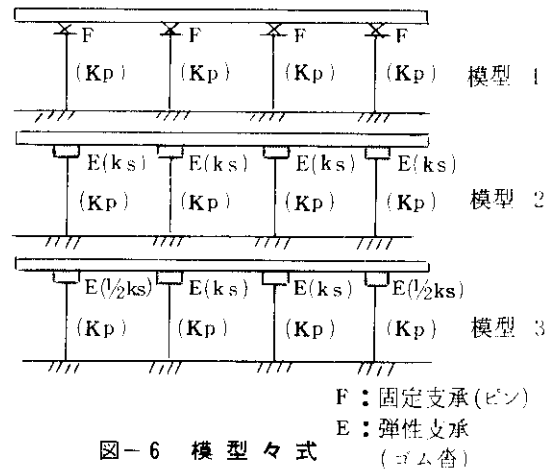 F F F F
(Kp) (Kp) (Kp) (Kp) 模型 1
E(ks) E(ks) E(ks) E(ks)
(Kp) (Kp) (Kp) (Kp) 模型 2
E(½ks) E(ks) E(ks) E(½ks)
(Kp) (Kp) (Kp) (Kp) 模型 3
F：固定支承(ピン)
E：弾性支承
(ゴム沓)
図－6 模型々式